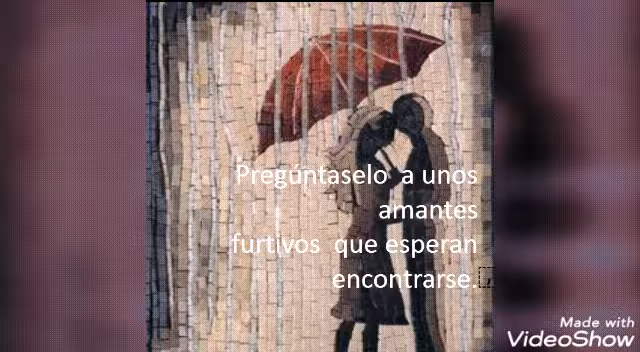 Pregúntaselo a unos
amantes
furtivos que esperan
encontrarse.
Made with
VideoShow